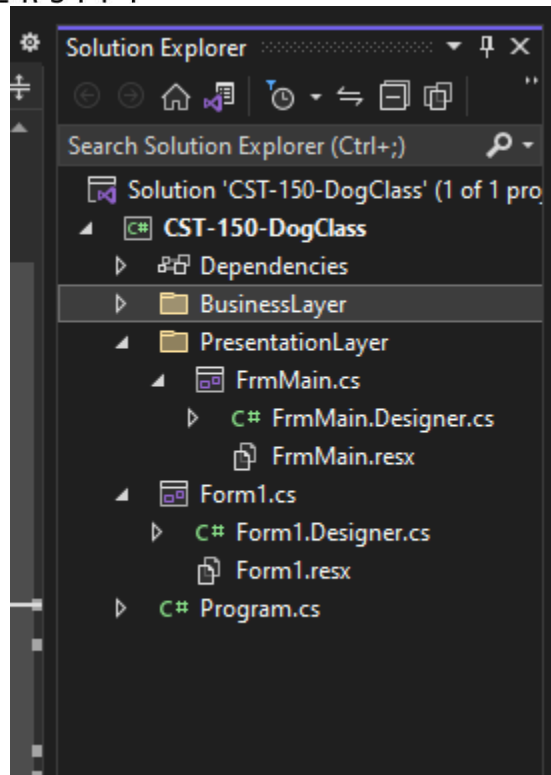 Solution Explorer
Search Solution Explorer (Ctrl+;)
Solution 'CST-150-DogClass' (1 of 1 pro
C# CST-150-DogClass
Dependencies
BusinessLayer
PresentationLayer
FrmMain.cs
C# FrmMain.Designer.cs
FrmMain.resx
Form1.cs
C# Form1.Designer.cs
Form1.resx
C# Program.cs